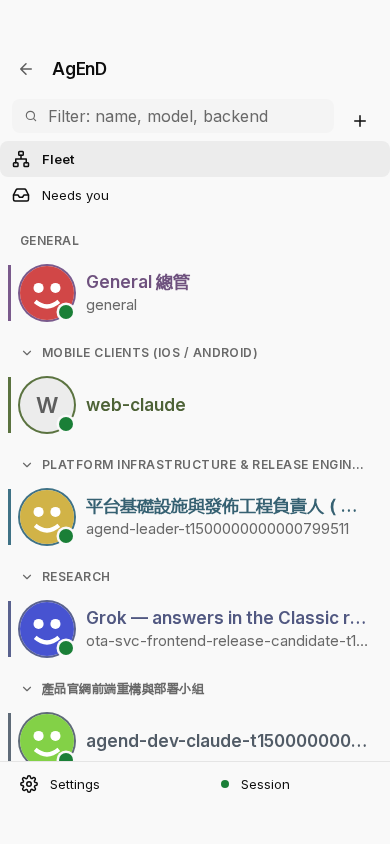 AgEnD
Filter: name, model, backend
Fleet
Needs you
GENERAL
General 總管
general
MOBILE CLIENTS (IOS / ANDROID)
W
web-claude
PLATFORM INFRASTRUCTURE & RELEASE ENGIN...
平台基礎設施與發佈工程負責人 ( ...
agend-leader-t1500000000000799511
RESEARCH
Grok — answers in the Classic r...
ota-svc-frontend-release-candidate-t1...
產品官網前端重構與部署小組
agend-dev-claude-t150000000...
Settings
Session